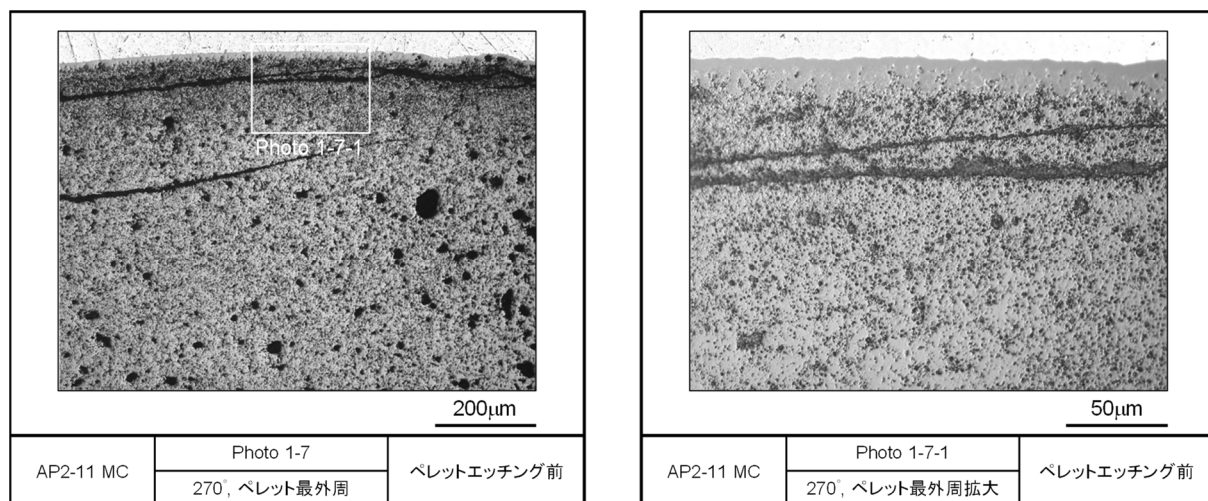 Photo 1-7-1
200μm
AP2-11 MC
Photo 1-7
270°, ペレット最外周
ペレットエッチング前
50μm
AP2-11 MC
Photo 1-7-1
270°, ペレット最外周拡大
ペレットエッチング前